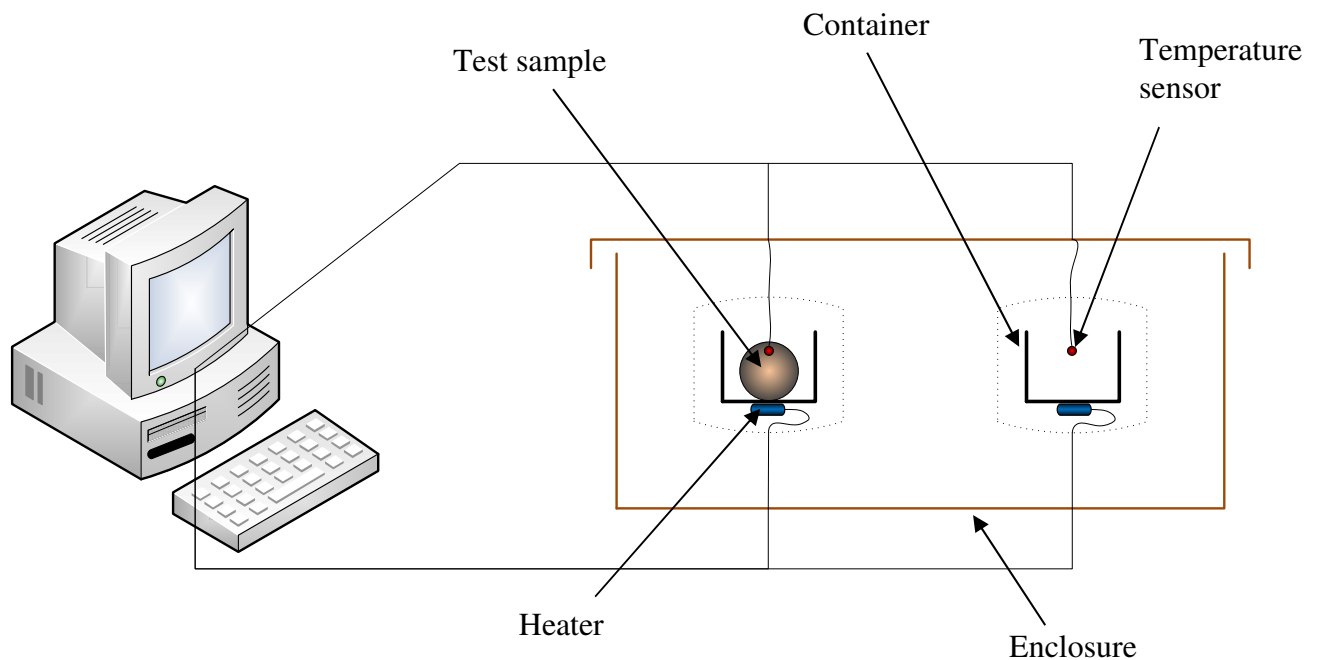 Container
Test sample
Temperature
sensor
Heater
Enclosure